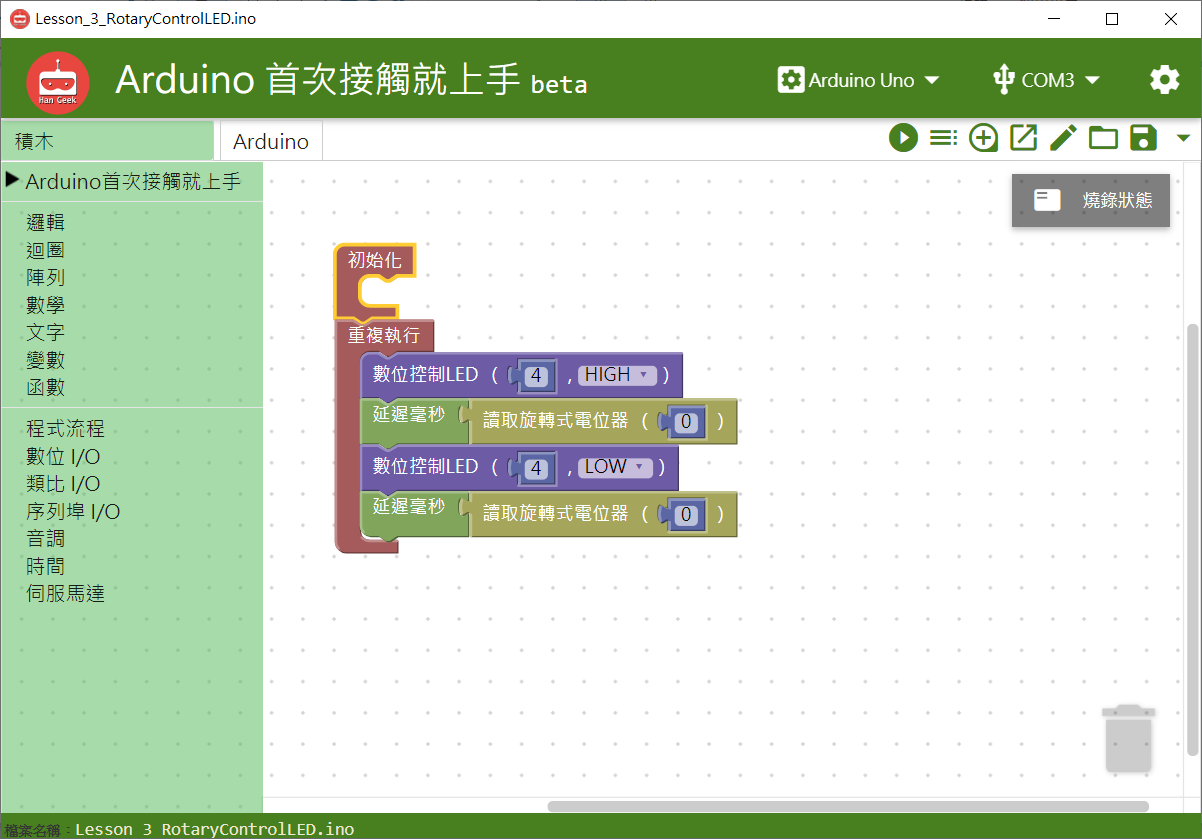 Lesson_3_RotaryControlLED.ino
Han Geek
Arduino 首次接觸就上手 beta
Arduino Uno
COM3
積木
Arduino
Arduino首次接觸就上手
邏輯
迴圈
陣列
數學
文字
變數
函數
程式流程
數位 I/O
類比 I/O
序列埠 I/O
音調
時間
伺服馬達
燒錄狀態
初始化
重複執行
數位控制LED ( 4 , HIGH )
延遲毫秒 讀取旋轉式電位器 ( 0 )
數位控制LED ( 4 , LOW )
延遲毫秒 讀取旋轉式電位器 ( 0 )
檔案名稱：Lesson_3_RotaryControlLED.ino